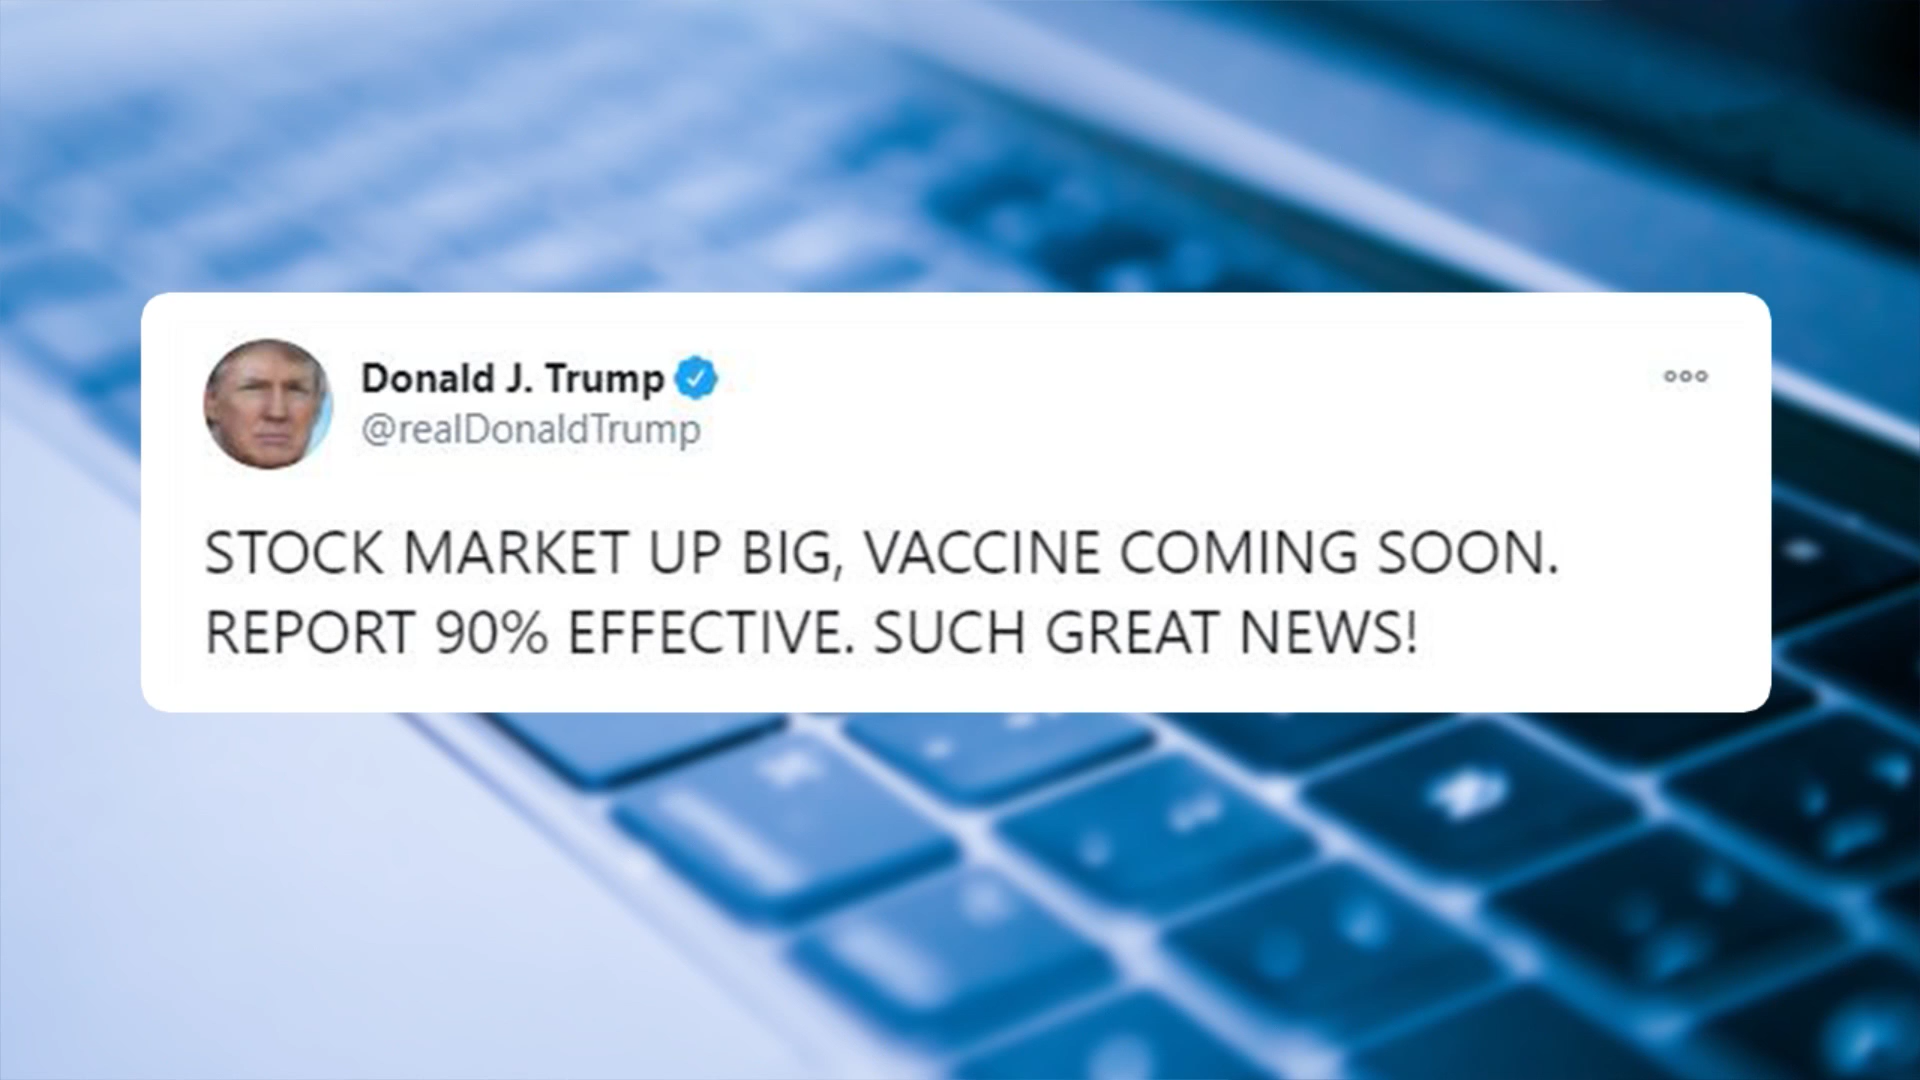 Donald J. Trump
@realDonaldTrump
STOCK MARKET UP BIG, VACCINE COMING SOON.
REPORT 90% EFFECTIVE. SUCH GREAT NEWS!